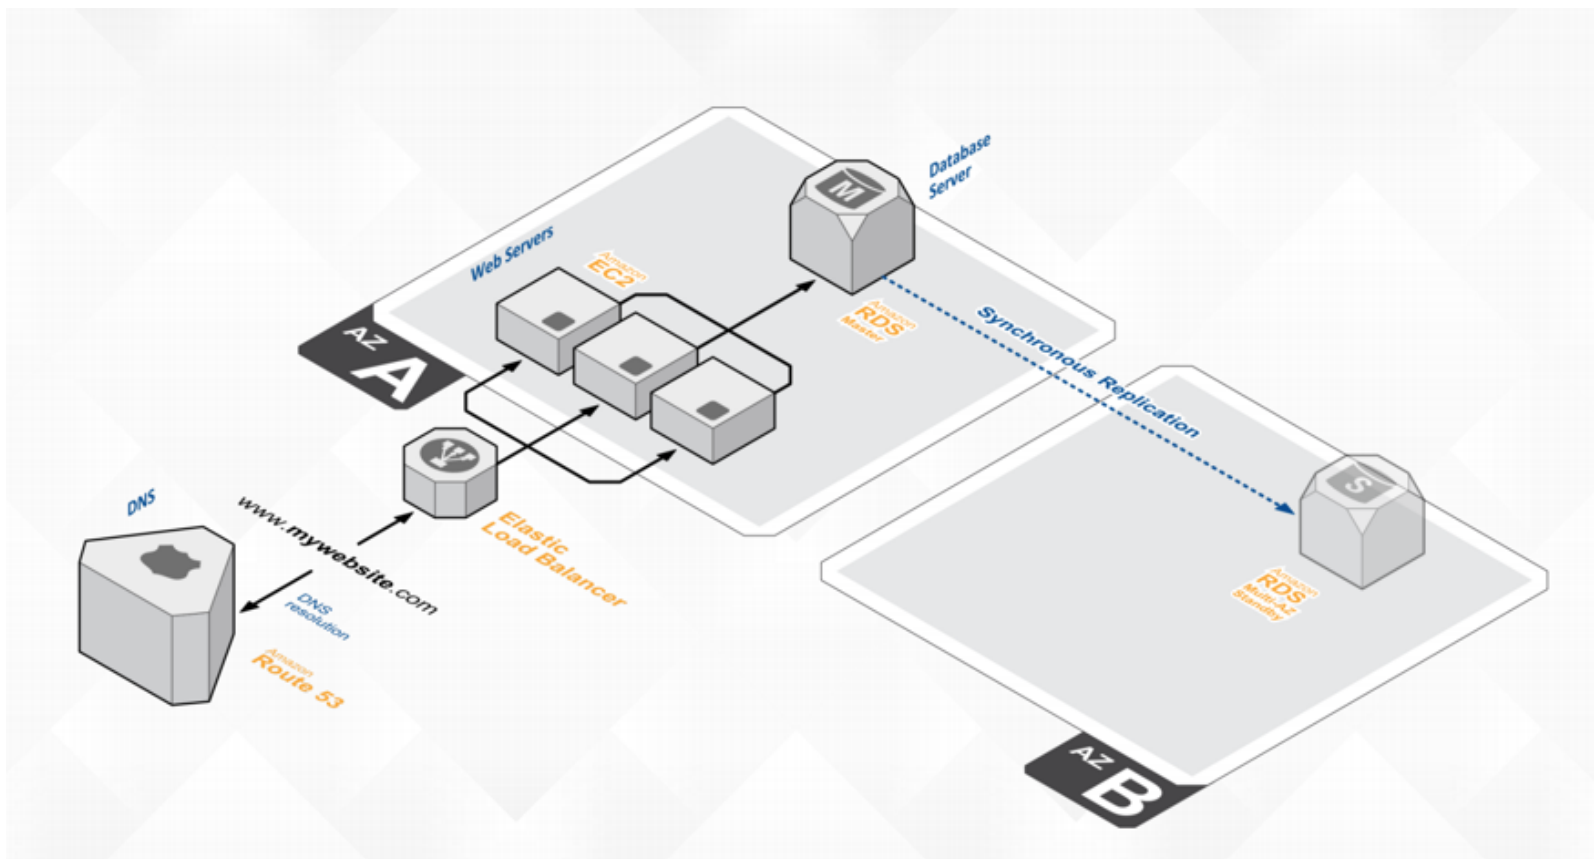 Database
Server
Web Servers
Amazon
EC2
Amazon
RDS
Master
M
Synchronous Replication
AZ
A
DNS
www.mywebsite.com
DNS
resolution
Elastic
Load Balancer
Amazon
Route 53
S
Amazon
RDS
Multi-AZ
Standby
AZ
B